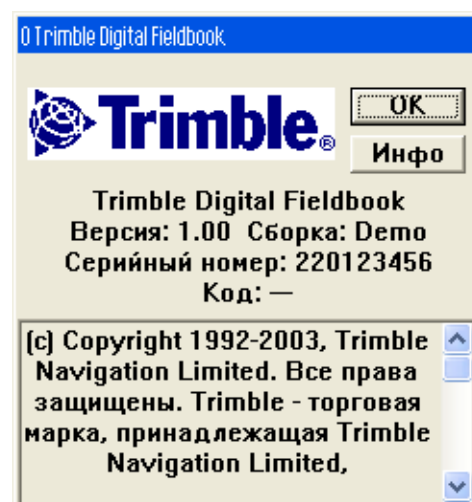 О Trimble Digital Fieldbook
Trimble®
OK
Инфо
Trimble Digital Fieldbook
Версия: 1.00 Сборка: Demo
Серийный номер: 220123456
Код: —
(c) Copyright 1992-2003, Trimble
Navigation Limited. Все права
защищены. Trimble - торговая
марка, принадлежащая Trimble
Navigation Limited,